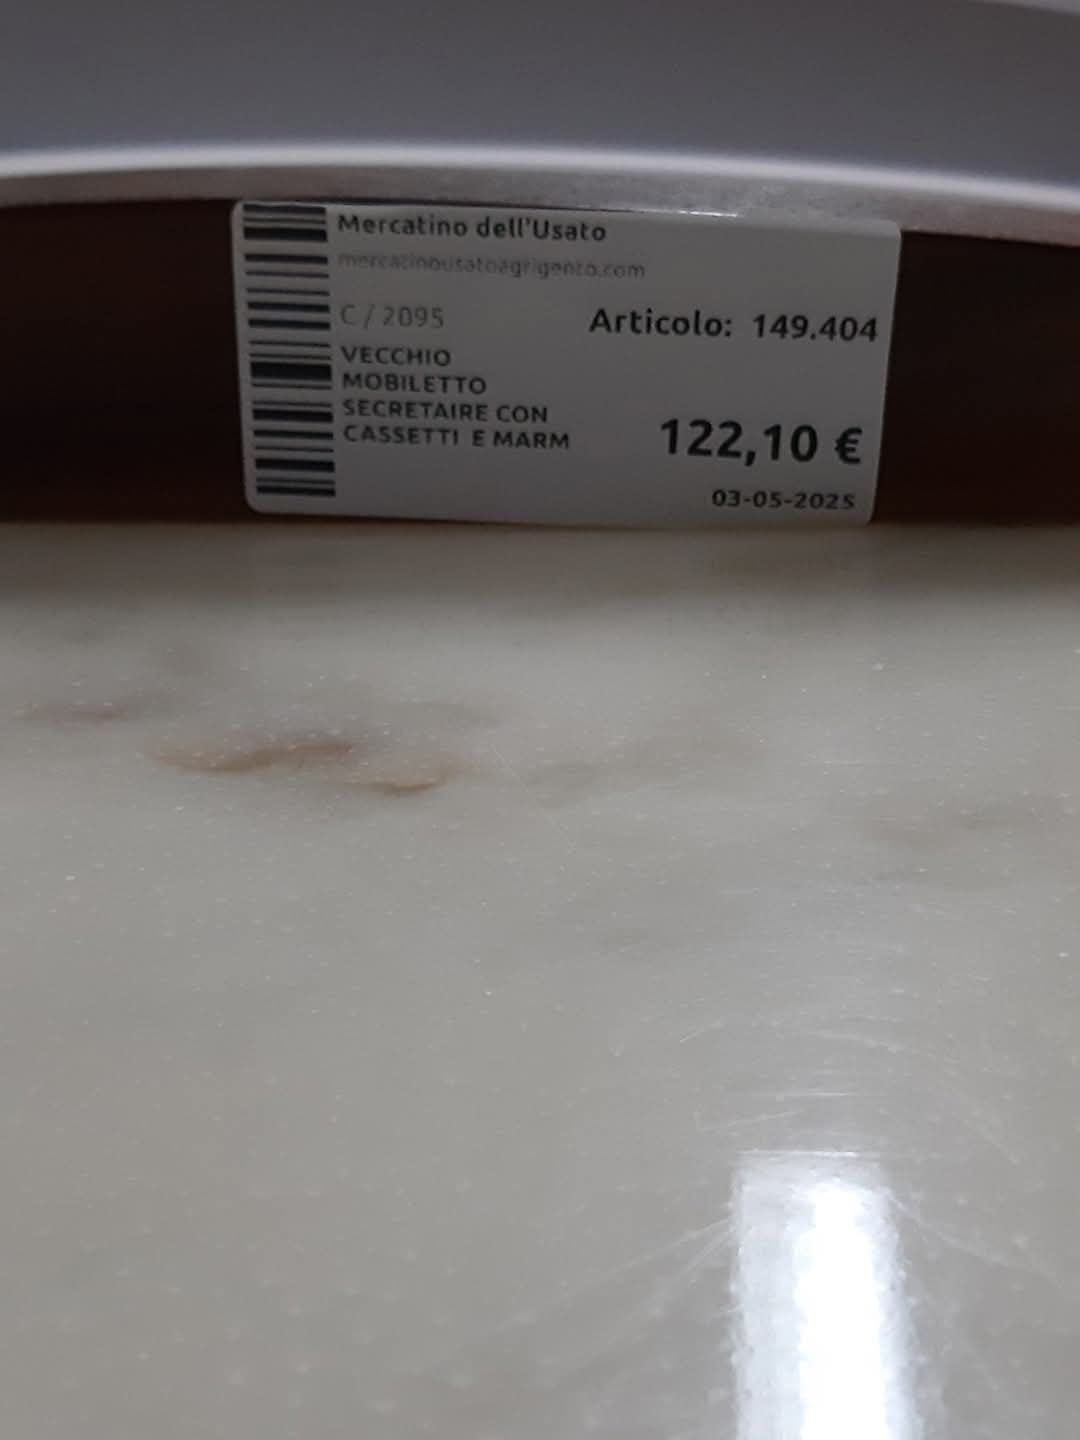 Mercatino dell'Usato
mercatinousatoagrigento.com
C / 2095
Articolo: 149.404
VECCHIO
MOBILETTO
SECRETAIRE CON
CASSETTI E MARM
122,10 €
03-05-2025